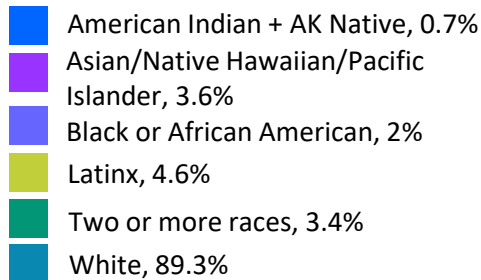 American Indian + AK Native, 0.7%
Asian/Native Hawaiian/Pacific
Islander, 3.6%
Black or African American, 2%
Latinx, 4.6%
Two or more races, 3.4%
White, 89.3%